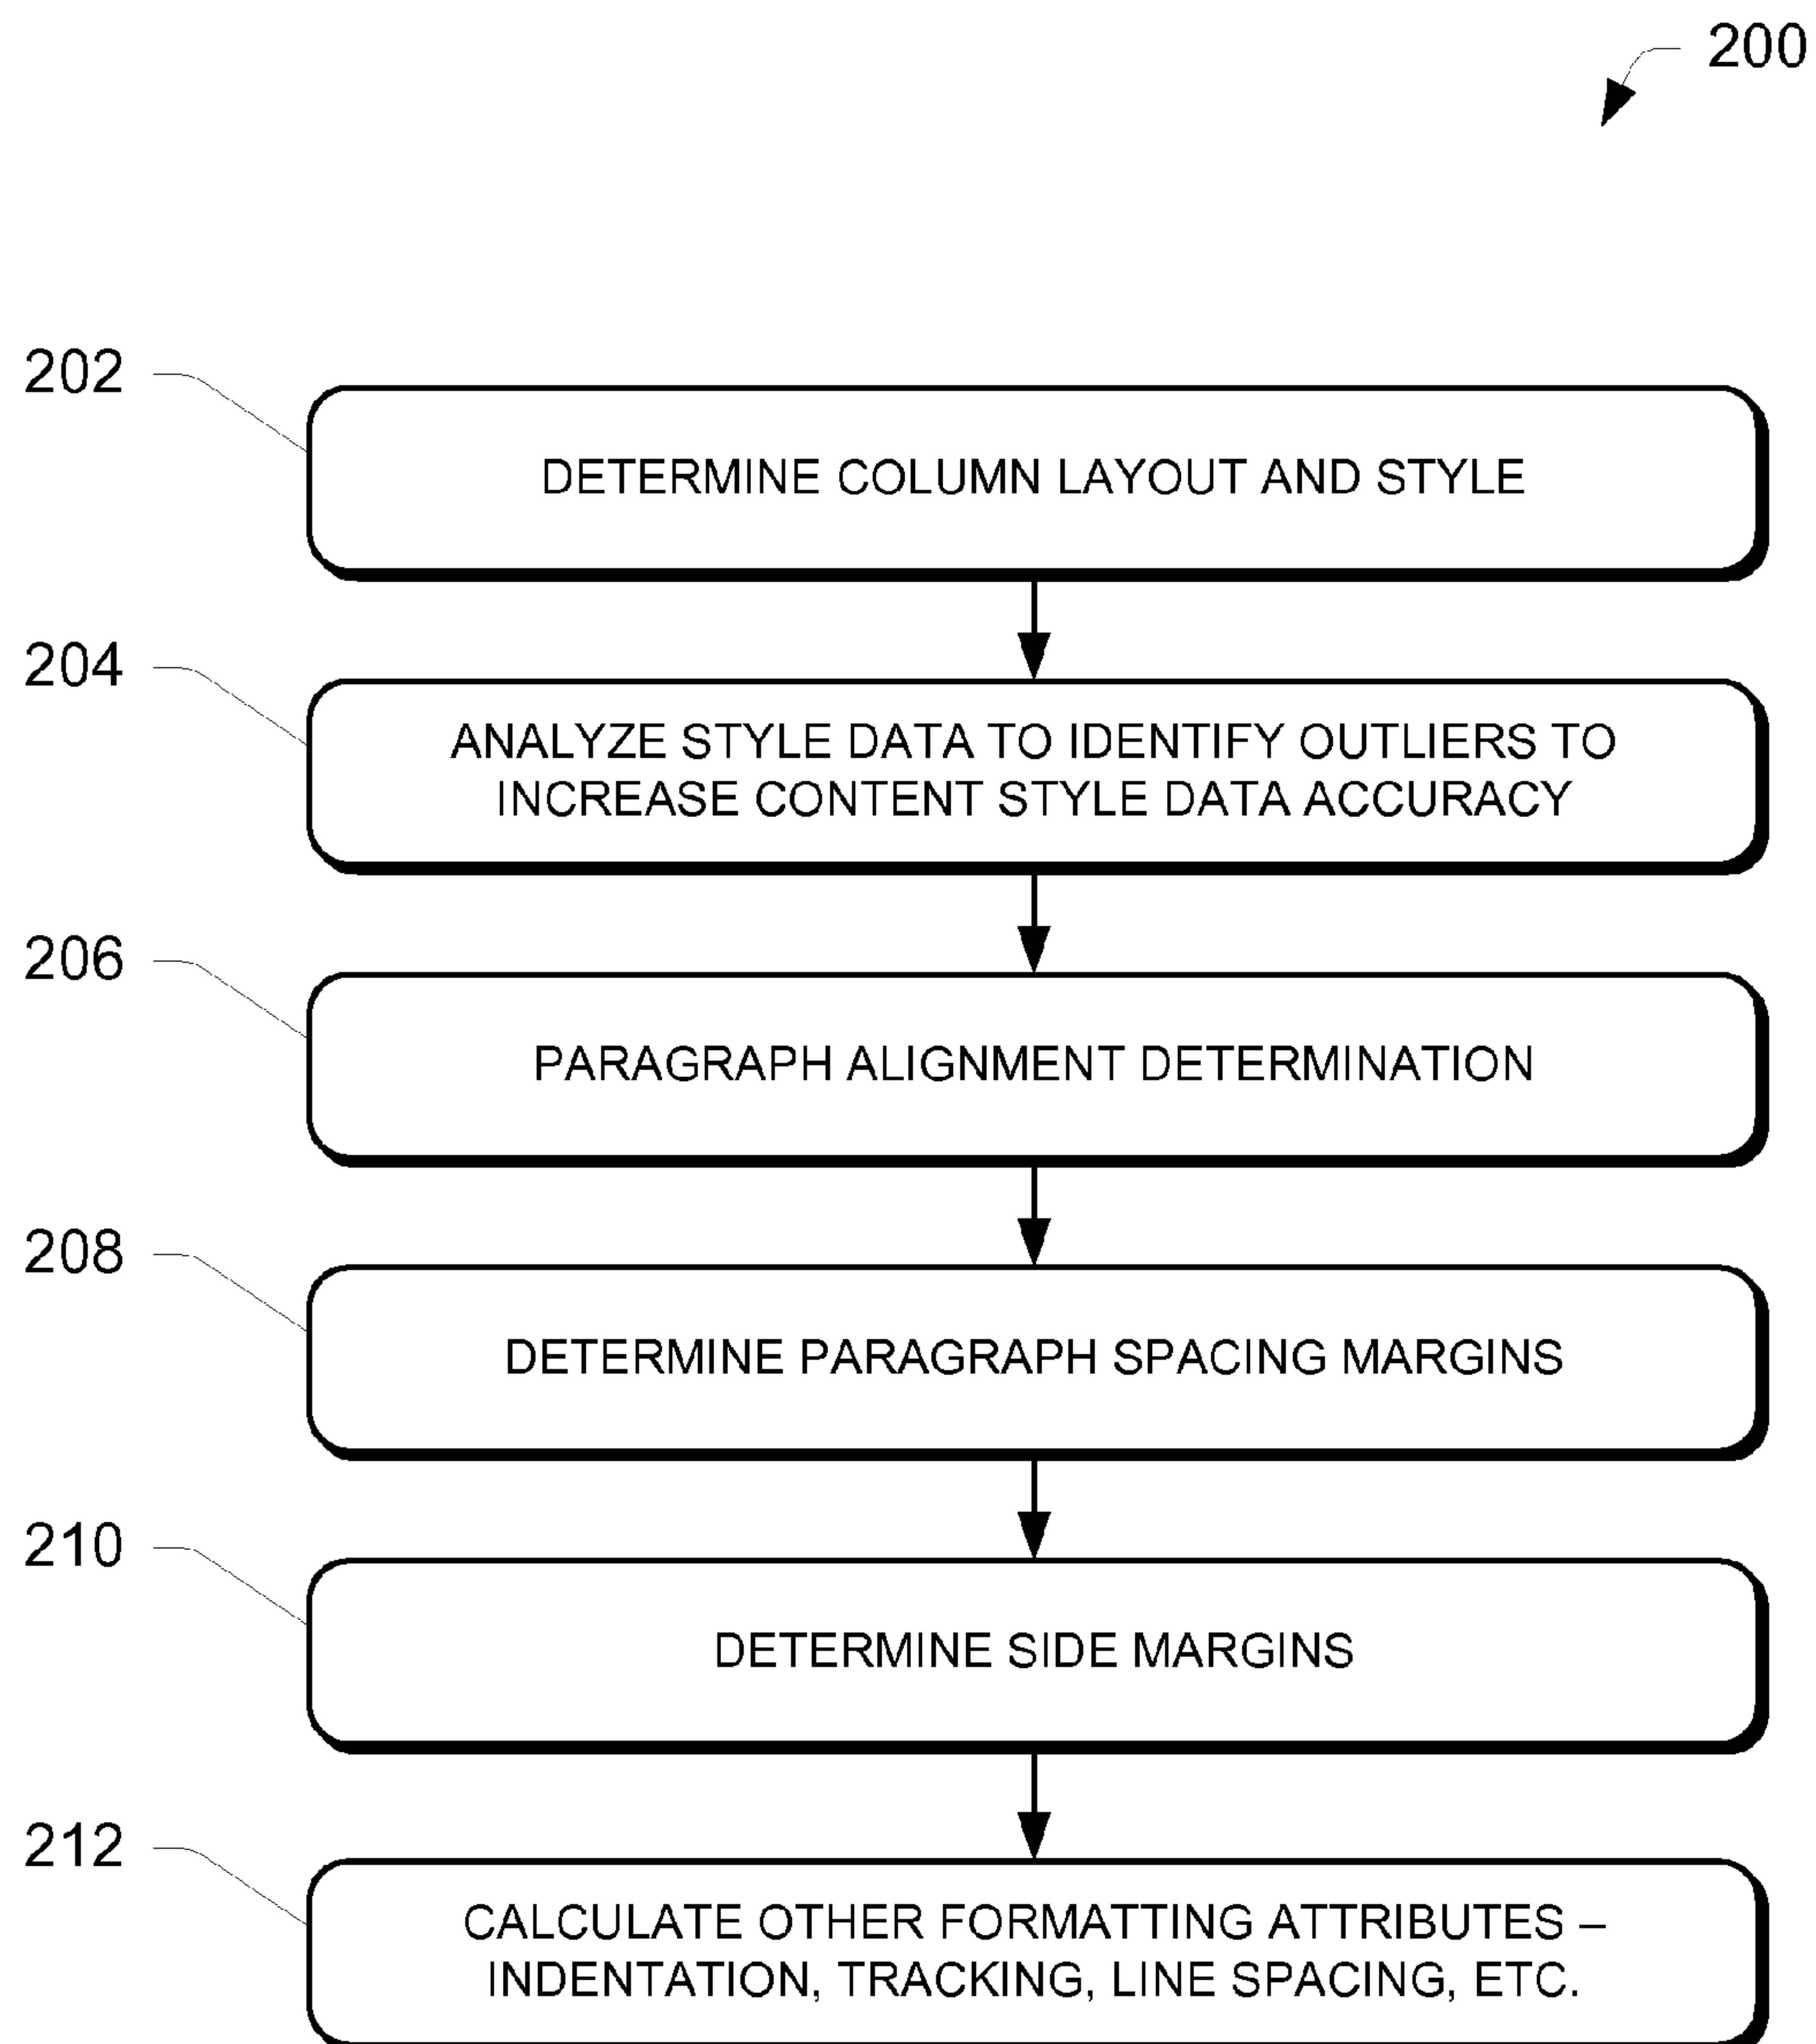 200
202
DETERMINE COLUMN LAYOUT AND STYLE
204
ANALYZE STYLE DATA TO IDENTIFY OUTLIERS TO
INCREASE CONTENT STYLE DATA ACCURACY
206
PARAGRAPH ALIGNMENT DETERMINATION
208
DETERMINE PARAGRAPH SPACING MARGINS
210
DETERMINE SIDE MARGINS
212
CALCULATE OTHER FORMATTING ATTRIBUTES –
INDENTATION, TRACKING, LINE SPACING, ETC.